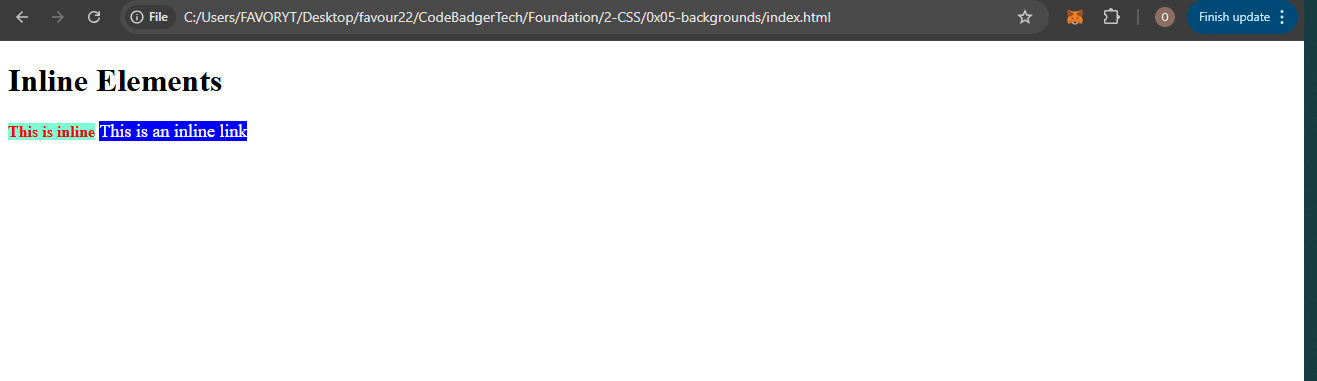 File C:/Users/FAVORYT/Desktop/favour22/CodeBadgerTech/Foundation/2-CSS/0x05-backgrounds/index.html O Finish update
Inline Elements
This is inline This is an inline link